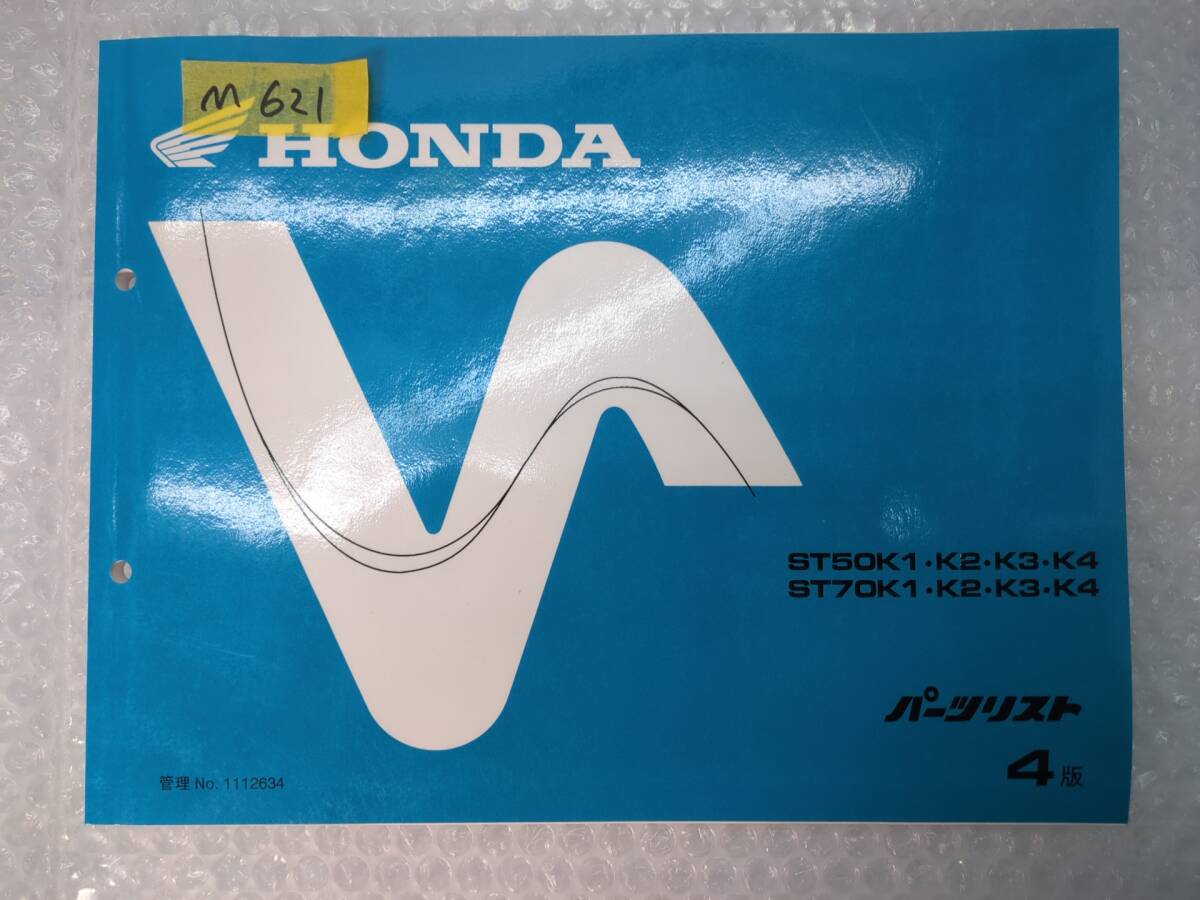 M621
HONDA
ST50K1・K2・K3・K4
ST70K1・K2・K3・K4
パーツリスト
4版
管理 No. 1112634